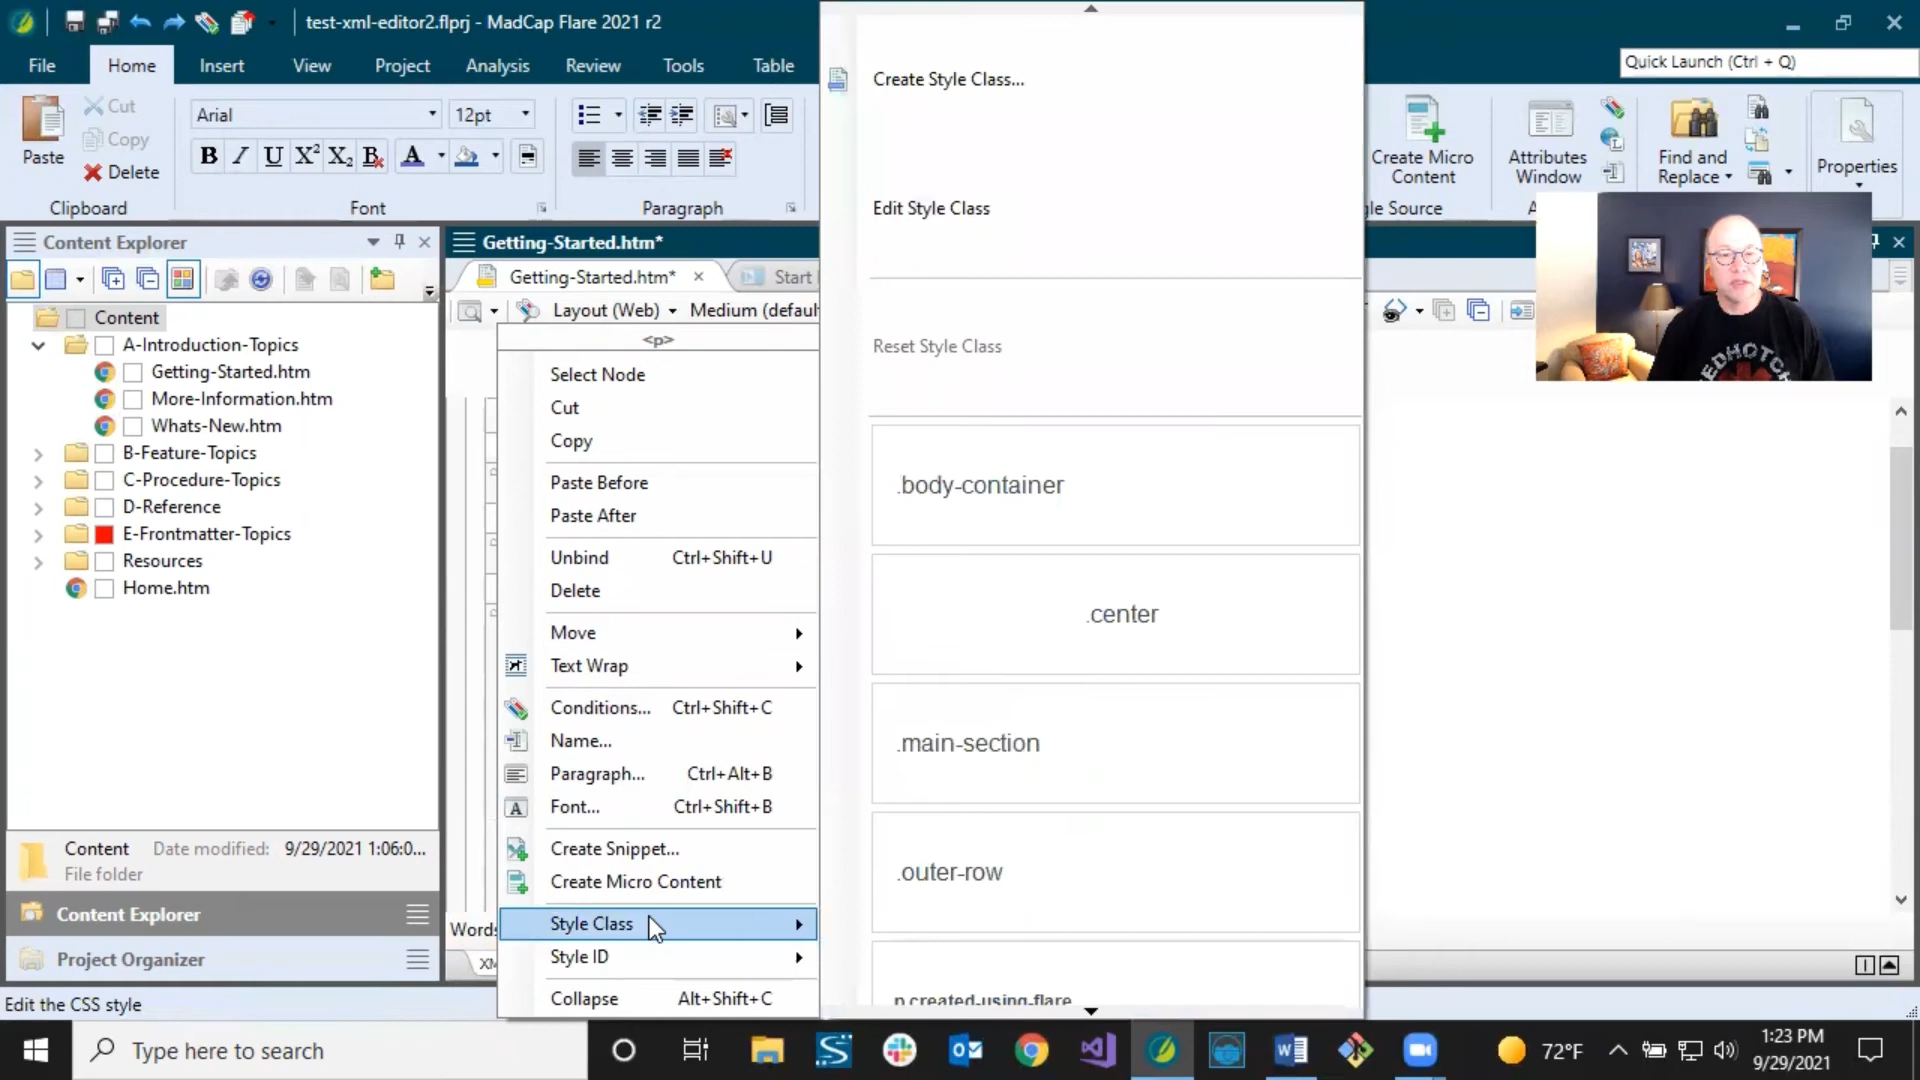 test-xml-editor2.flprj - MadCap Flare 2021 r2
File Home Insert View Project Analysis Review Tools Table
Quick Launch (Ctrl + Q)
Paste
Cut
Copy
Delete
Clipboard
Arial 12pt
B I U X² X₂ B A
Font
Paragraph
Create Micro Content
Attributes Window
Find and Replace
Properties
Content Explorer
Content
A-Introduction-Topics
Getting-Started.htm
More-Information.htm
Whats-New.htm
B-Feature-Topics
C-Procedure-Topics
D-Reference
E-Frontmatter-Topics
Resources
Home.htm
Content Date modified: 9/29/2021 1:06:0...
File folder
Content Explorer
Project Organizer
Edit the CSS style
Getting-Started.htm*
Getting-Started.htm* Start
Layout (Web) Medium (defaul
<p>
Select Node
Cut
Copy
Paste Before
Paste After
Unbind Ctrl+Shift+U
Delete
Move
Text Wrap
Conditions... Ctrl+Shift+C
Name...
Paragraph... Ctrl+Alt+B
Font... Ctrl+Shift+B
Create Snippet...
Create Micro Content
Style Class
Style ID
Collapse Alt+Shift+C
Words
XM
Create Style Class...
Edit Style Class
Reset Style Class
.body-container
.center
.main-section
.outer-row
p.created-using-flare
Type here to search
72°F
1:23 PM
9/29/2021